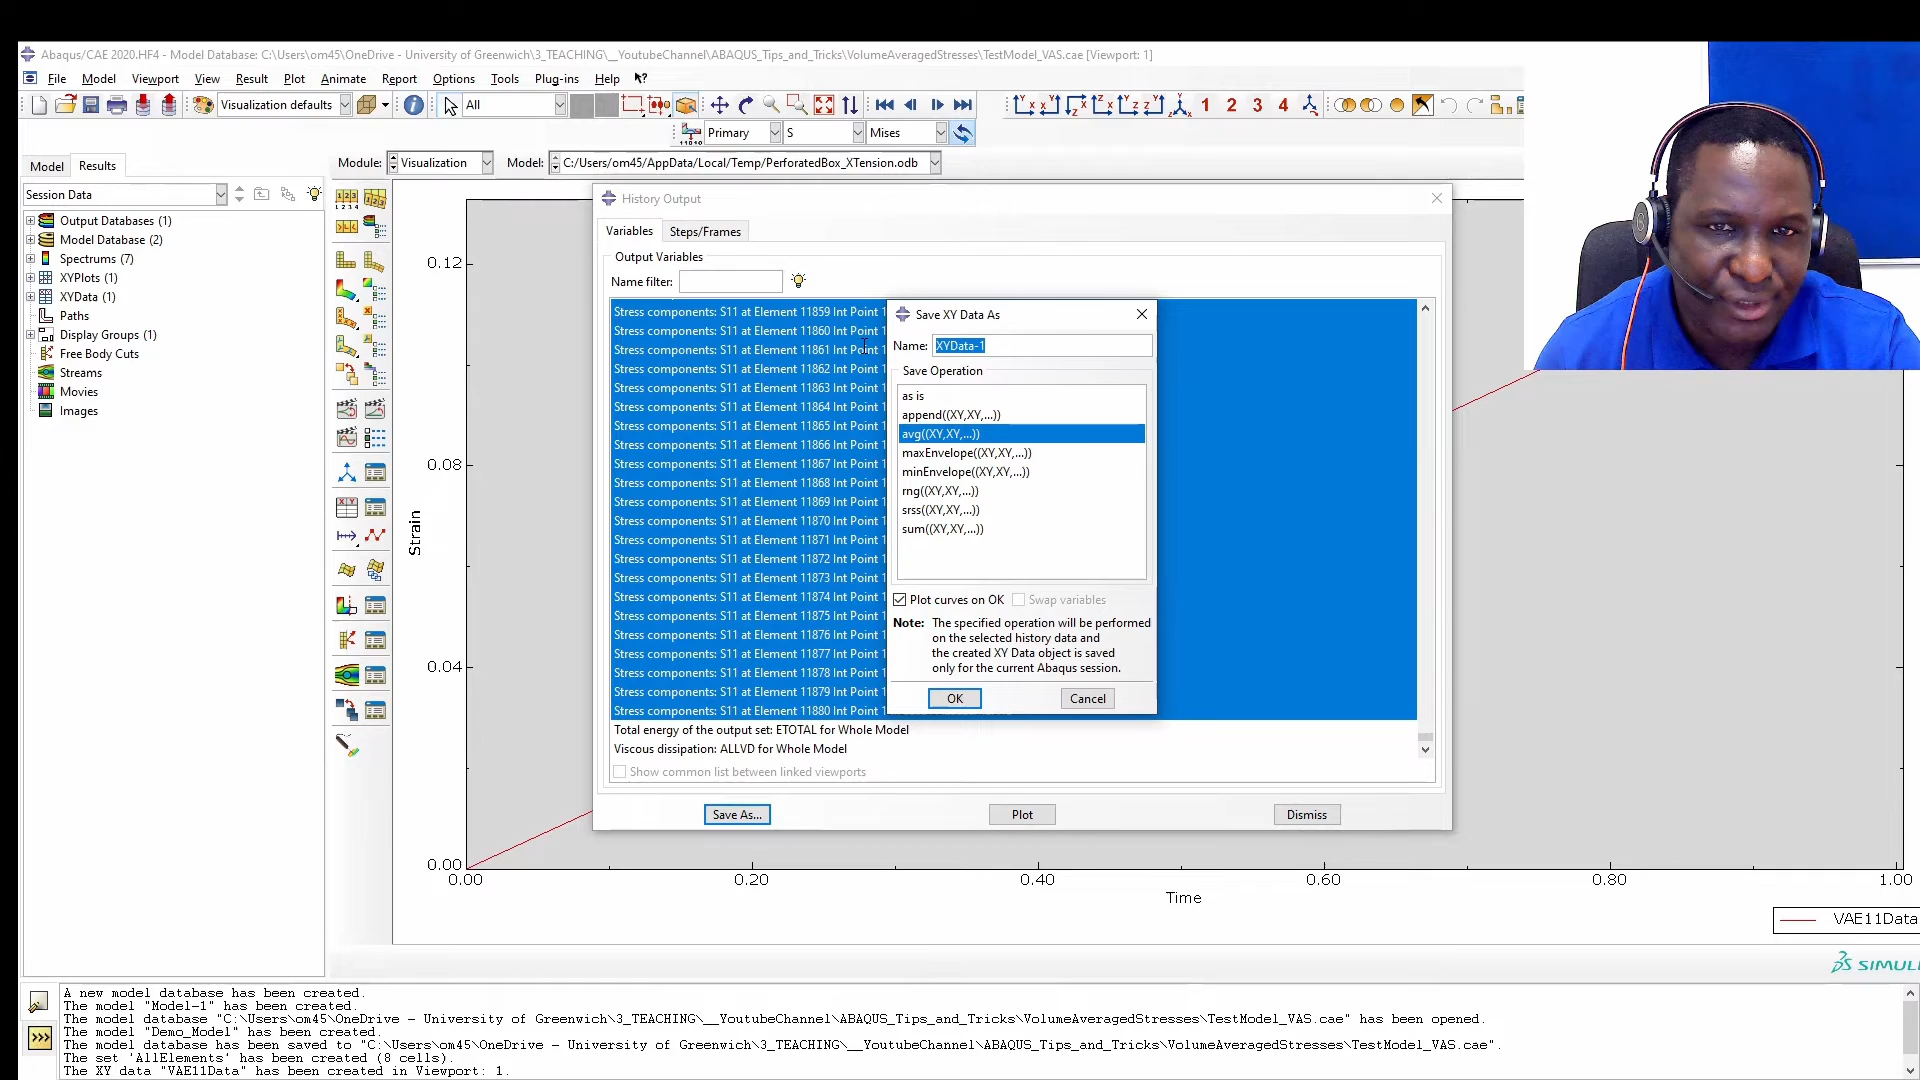 Abaqus/CAE 2020.HF4 - Model Database: C:\Users\om45\OneDrive - University of Greenwich\3_TEACHING\__YoutubeChannel\ABAQUS_Tips_and_Tricks\VolumeAveragedStresses\TestModel_VAS.cae [Viewport: 1]
File Model Viewport View Result Plot Animate Report Options Tools Plug-ins Help
Visualization defaults All 1 2 3 4
Primary S Mises
Model Results
Module: Visualization Model: C:/Users/om45/AppData/Local/Temp/PerforatedBox_XTension.odb
Session Data
Output Databases (1)
Model Database (2)
Spectrums (7)
XYPlots (1)
XYData (1)
Paths
Display Groups (1)
Free Body Cuts
Streams
Movies
Images
History Output
Variables Steps/Frames
Output Variables
Name filter:
Stress components: S11 at Element 11859 Int Point 1
Stress components: S11 at Element 11860 Int Point 1
Stress components: S11 at Element 11861 Int Point 1
Stress components: S11 at Element 11862 Int Point 1
Stress components: S11 at Element 11863 Int Point 1
Stress components: S11 at Element 11864 Int Point 1
Stress components: S11 at Element 11865 Int Point 1
Stress components: S11 at Element 11866 Int Point 1
Stress components: S11 at Element 11867 Int Point 1
Stress components: S11 at Element 11868 Int Point 1
Stress components: S11 at Element 11869 Int Point 1
Stress components: S11 at Element 11870 Int Point 1
Stress components: S11 at Element 11871 Int Point 1
Stress components: S11 at Element 11872 Int Point 1
Stress components: S11 at Element 11873 Int Point 1
Stress components: S11 at Element 11874 Int Point 1
Stress components: S11 at Element 11875 Int Point 1
Stress components: S11 at Element 11876 Int Point 1
Stress components: S11 at Element 11877 Int Point 1
Stress components: S11 at Element 11878 Int Point 1
Stress components: S11 at Element 11879 Int Point 1
Stress components: S11 at Element 11880 Int Point 1
Total energy of the output set: ETOTAL for Whole Model
Viscous dissipation: ALLVD for Whole Model
Show common list between linked viewports
Save As... Plot Dismiss
Save XY Data As
Name: XYData-1
Save Operation
as is
append((XY,XY,...))
avg((XY,XY,...))
maxEnvelope((XY,XY,...))
minEnvelope((XY,XY,...))
rng((XY,XY,...))
srss((XY,XY,...))
sum((XY,XY,...))
Plot curves on OK Swap variables
Note: The specified operation will be performed
on the selected history data and
the created XY Data object is saved
only for the current Abaqus session.
OK Cancel
0.12
0.08
0.04
0.00
Strain
0.00 0.20 0.40 0.60 0.80 1.00
Time
VAE11Data
SIMUL
A new model database has been created.
The model "Model-1" has been created.
The model database "C:\Users\om45\OneDrive - University of Greenwich\3_TEACHING\__YoutubeChannel\ABAQUS_Tips_and_Tricks\VolumeAveragedStresses\TestModel_VAS.cae" has been opened.
The model "Demo_Model" has been created.
The model database has been saved to "C:\Users\om45\OneDrive - University of Greenwich\3_TEACHING\__YoutubeChannel\ABAQUS_Tips_and_Tricks\VolumeAveragedStresses\TestModel_VAS.cae".
The set 'AllElements' has been created (8 cells).
The XY data "VAE11Data" has been created in Viewport: 1.